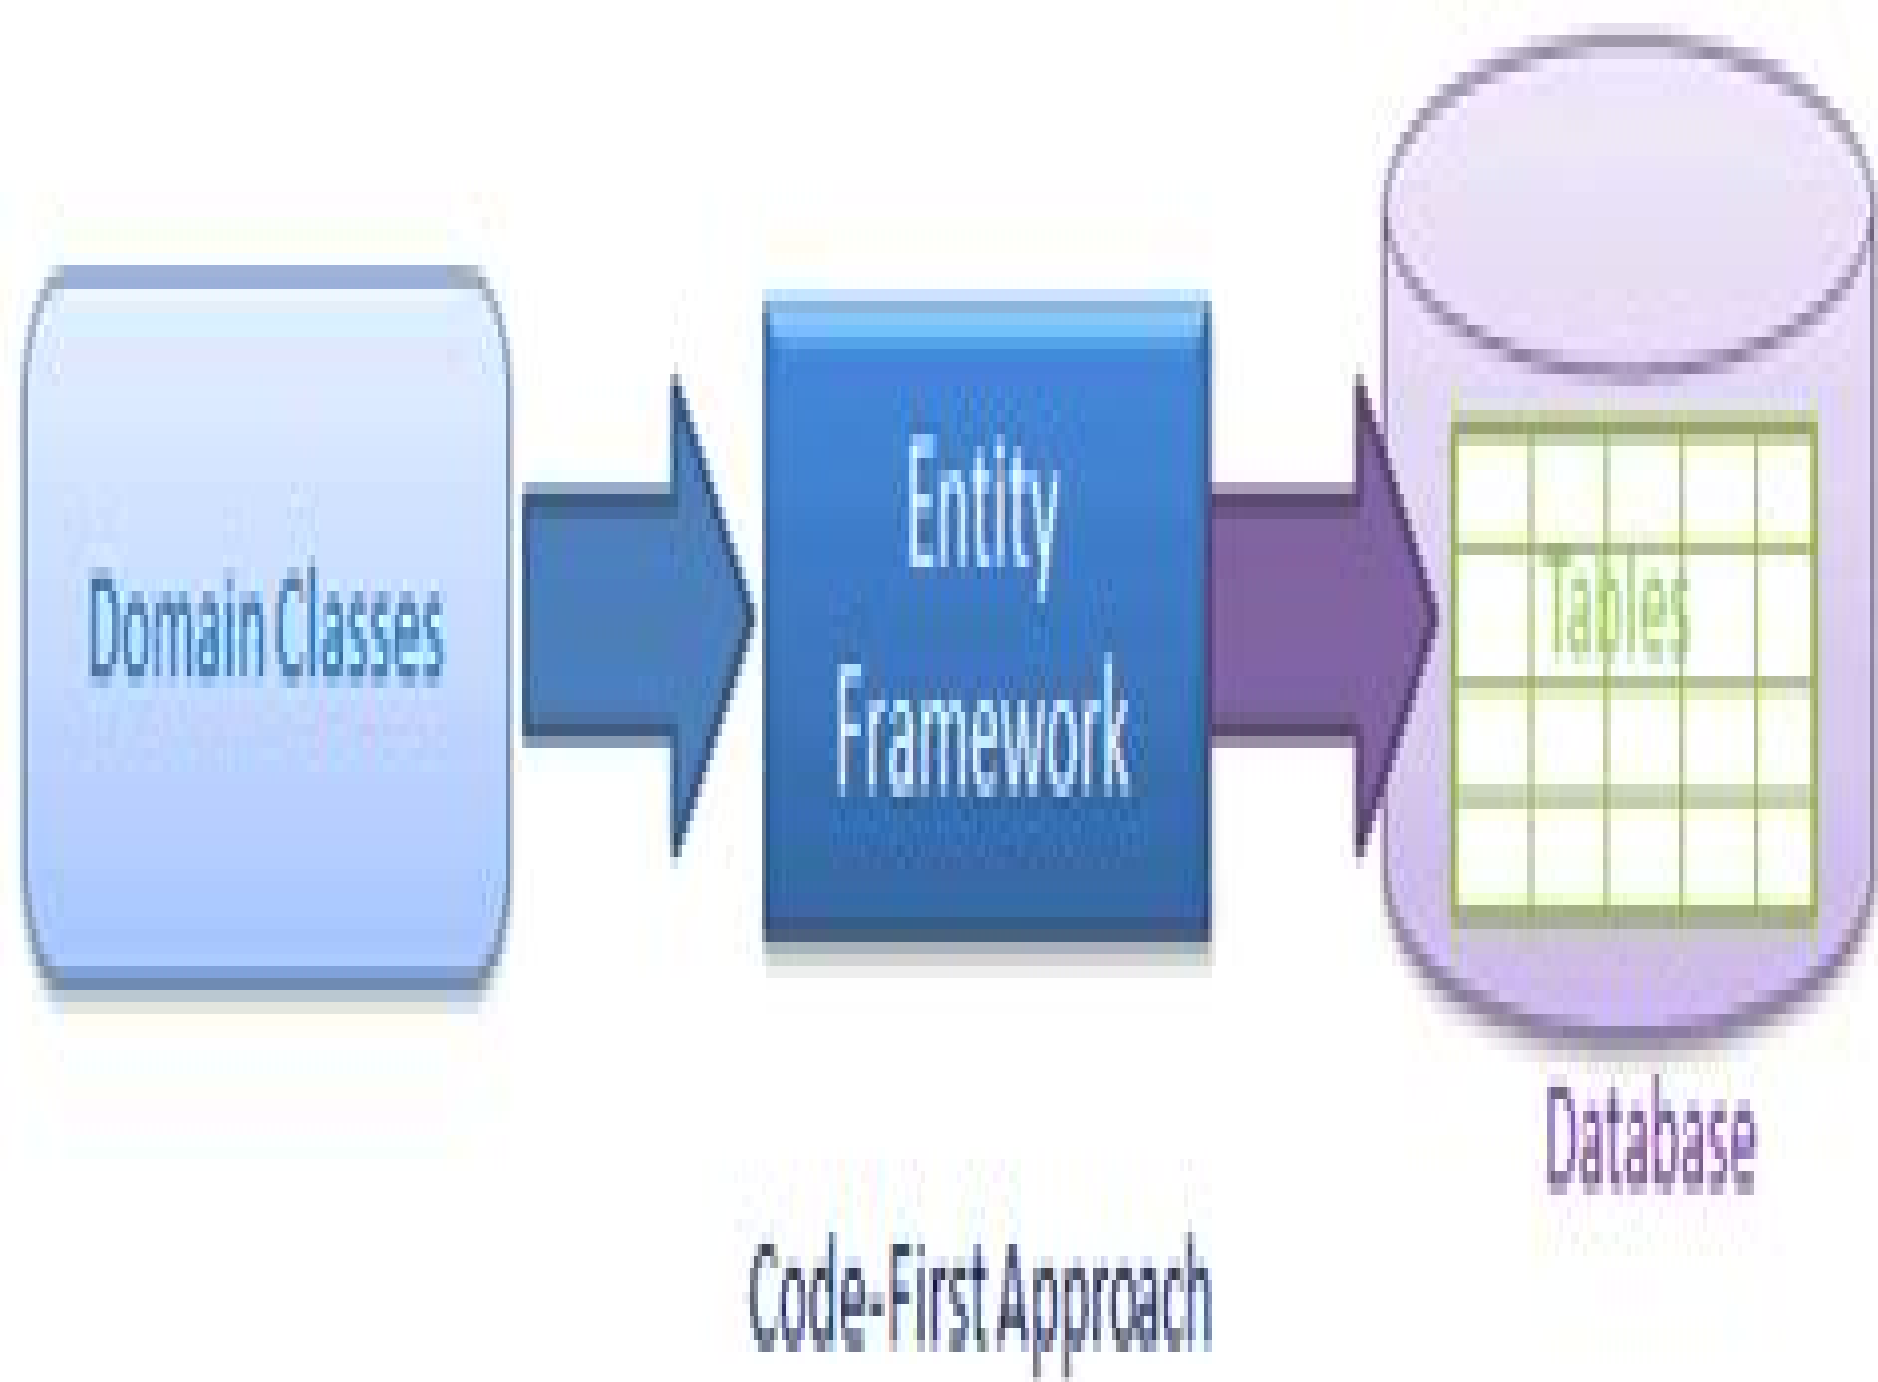 Domain Classes
Entity
Framework
Tables
Database
Code-First Approach